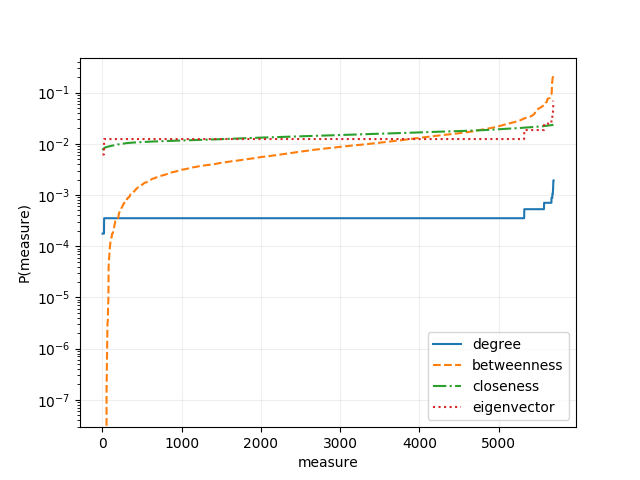 P(measure)
10⁻¹
10⁻²
10⁻³
10⁻⁴
10⁻⁵
10⁻⁶
10⁻⁷
degree
betweenness
closeness
eigenvector
0 1000 2000 3000 4000 5000
measure